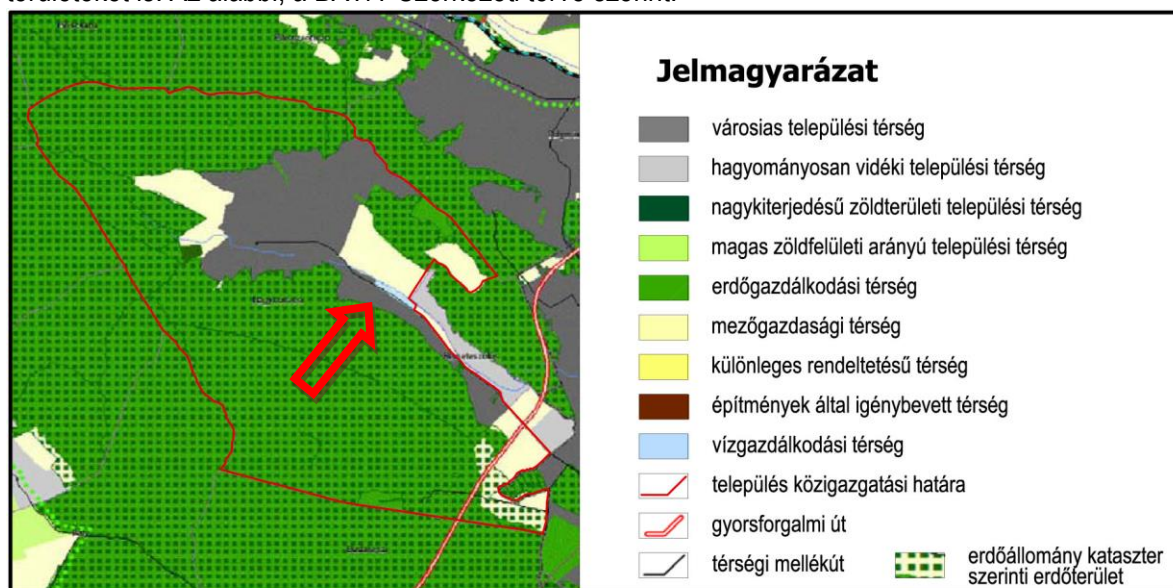 Jelmagyarázat
városias települési térség
hagyományosan vidéki települési térség
nagykiterjedésű zöldterületi települési térség
magas zöldfelületi arányú települési térség
erdőgazdálkodási térség
mezőgazdasági térség
különleges rendeltetésű térség
építmények által igénybevett térség
vízgazdálkodási térség
település közigazgatási határa
gyorsforgalmi út
térségi mellékút
erdőállomány kataszter
szerinti erdőterület